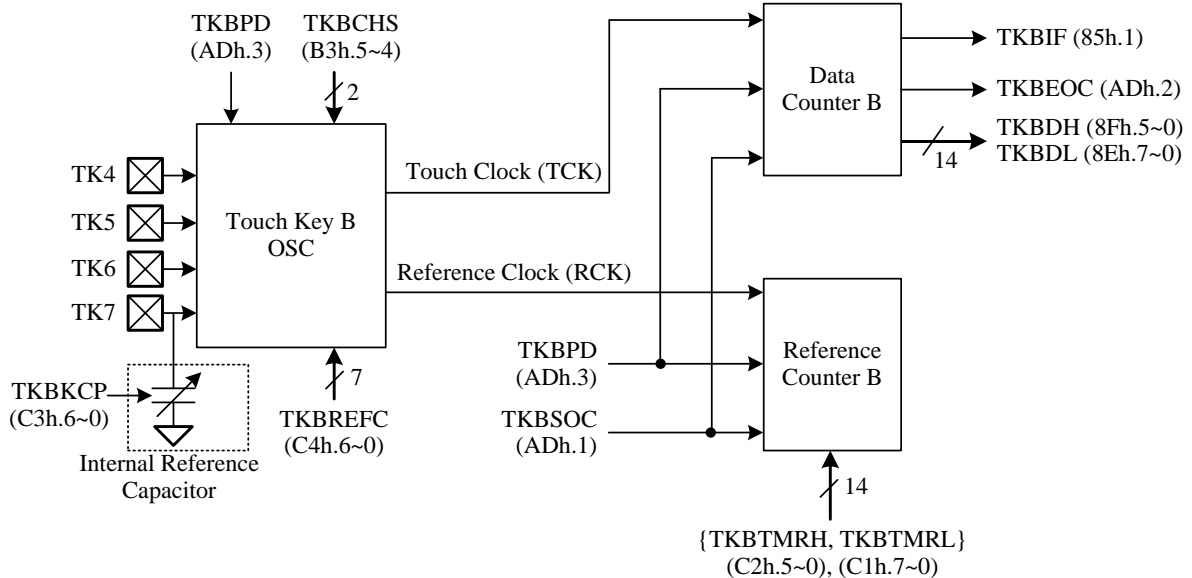 TKBPD
(ADh.3)
TKBCHS
(B3h.5~4)
2
TK4
TK5
TK6
TK7
Touch Key B
OSC
Touch Clock (TCK)
Reference Clock (RCK)
Data
Counter B
TKBIF (85h.1)
TKBEOC (ADh.2)
TKBDH (8Fh.5~0)
TKBDL (8Eh.7~0)
14
TKBKCP
(C3h.6~0)
Internal Reference
Capacitor
7
TKBREFC
(C4h.6~0)
TKBPD
(ADh.3)
TKBSOC
(ADh.1)
Reference
Counter B
14
{TKBTMRH, TKBTMRL}
(C2h.5~0), (C1h.7~0)